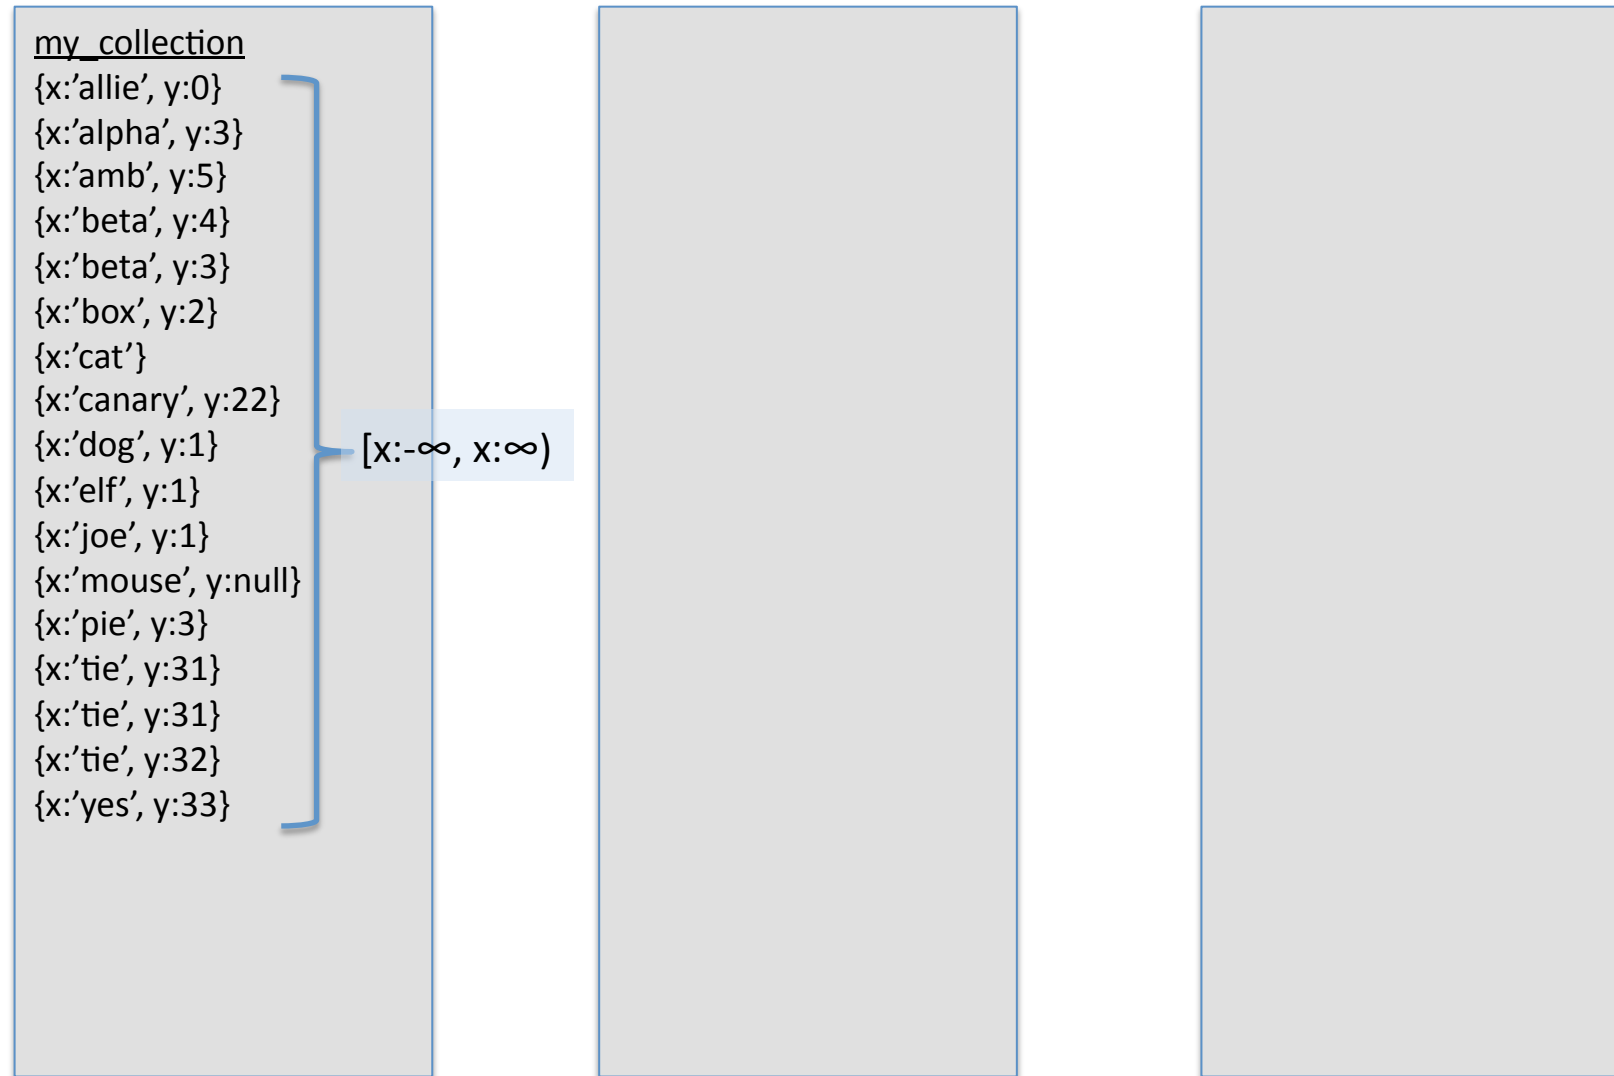 my_collection
{x:’allie’, y:0}
{x:’alpha’, y:3}
{x:’amb’, y:5}
{x:’beta’, y:4}
{x:’beta’, y:3}
{x:’box’, y:2}
{x:’cat’}
{x:’canary’, y:22}
{x:’dog’, y:1}
[x:-∞, x:∞)
{x:’elf’, y:1}
{x:’joe’, y:1}
{x:’mouse’, y:null}
{x:’pie’, y:3}
{x:’tie’, y:31}
{x:’tie’, y:31}
{x:’tie’, y:32}
{x:’yes’, y:33}